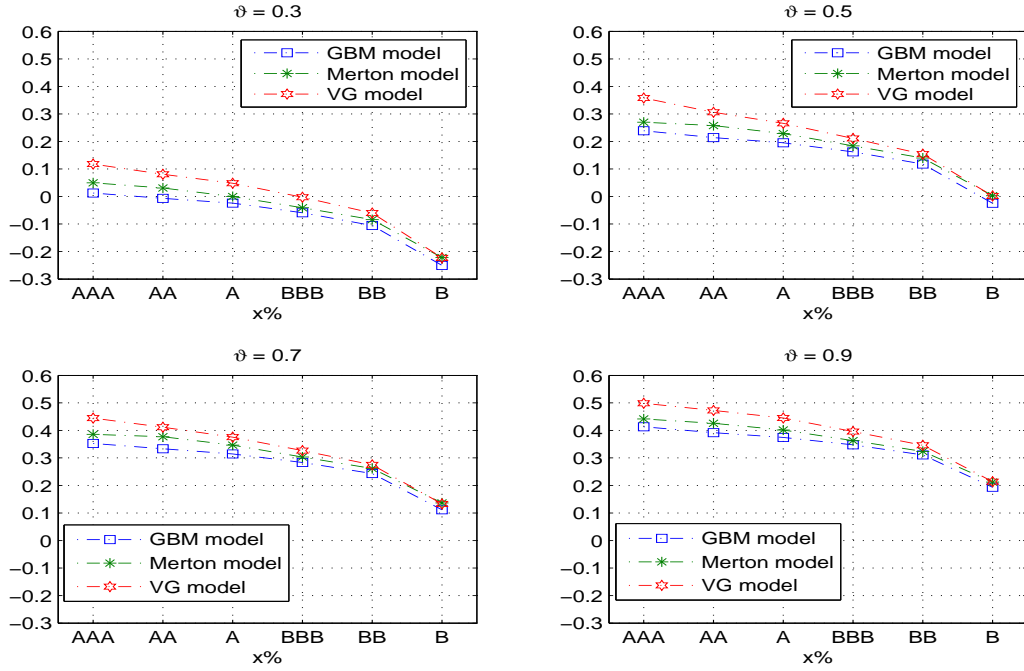 ϑ = 0.3
0.6
0.5
0.4
0.3
0.2
0.1
0
−0.1
−0.2
−0.3
GBM model
Merton model
VG model
AAA AA A BBB BB B
x%
ϑ = 0.5
0.6
0.5
0.4
0.3
0.2
0.1
0
−0.1
−0.2
−0.3
GBM model
Merton model
VG model
AAA AA A BBB BB B
x%
ϑ = 0.7
0.6
0.5
0.4
0.3
0.2
0.1
0
−0.1
−0.2
−0.3
GBM model
Merton model
VG model
AAA AA A BBB BB B
x%
ϑ = 0.9
0.6
0.5
0.4
0.3
0.2
0.1
0
−0.1
−0.2
−0.3
GBM model
Merton model
VG model
AAA AA A BBB BB B
x%